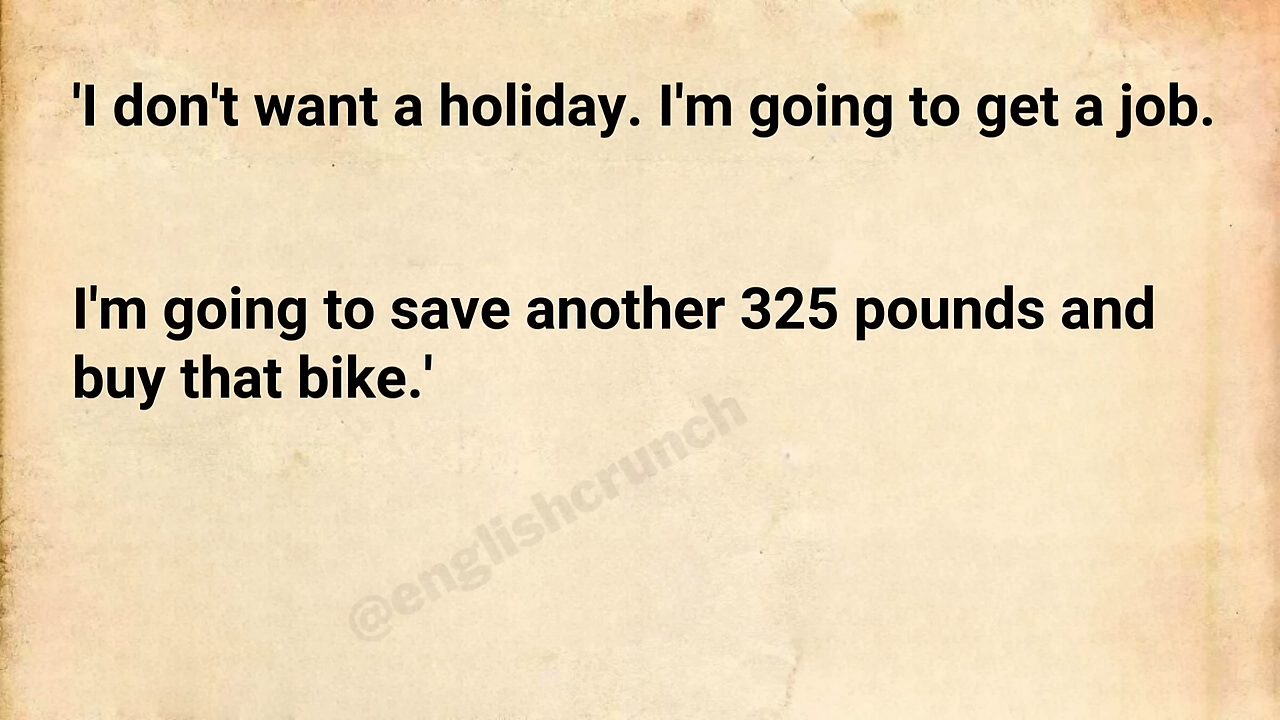 'I don't want a holiday. I'm going to get a job.
I'm going to save another 325 pounds and
buy that bike.'
@englishcrunch